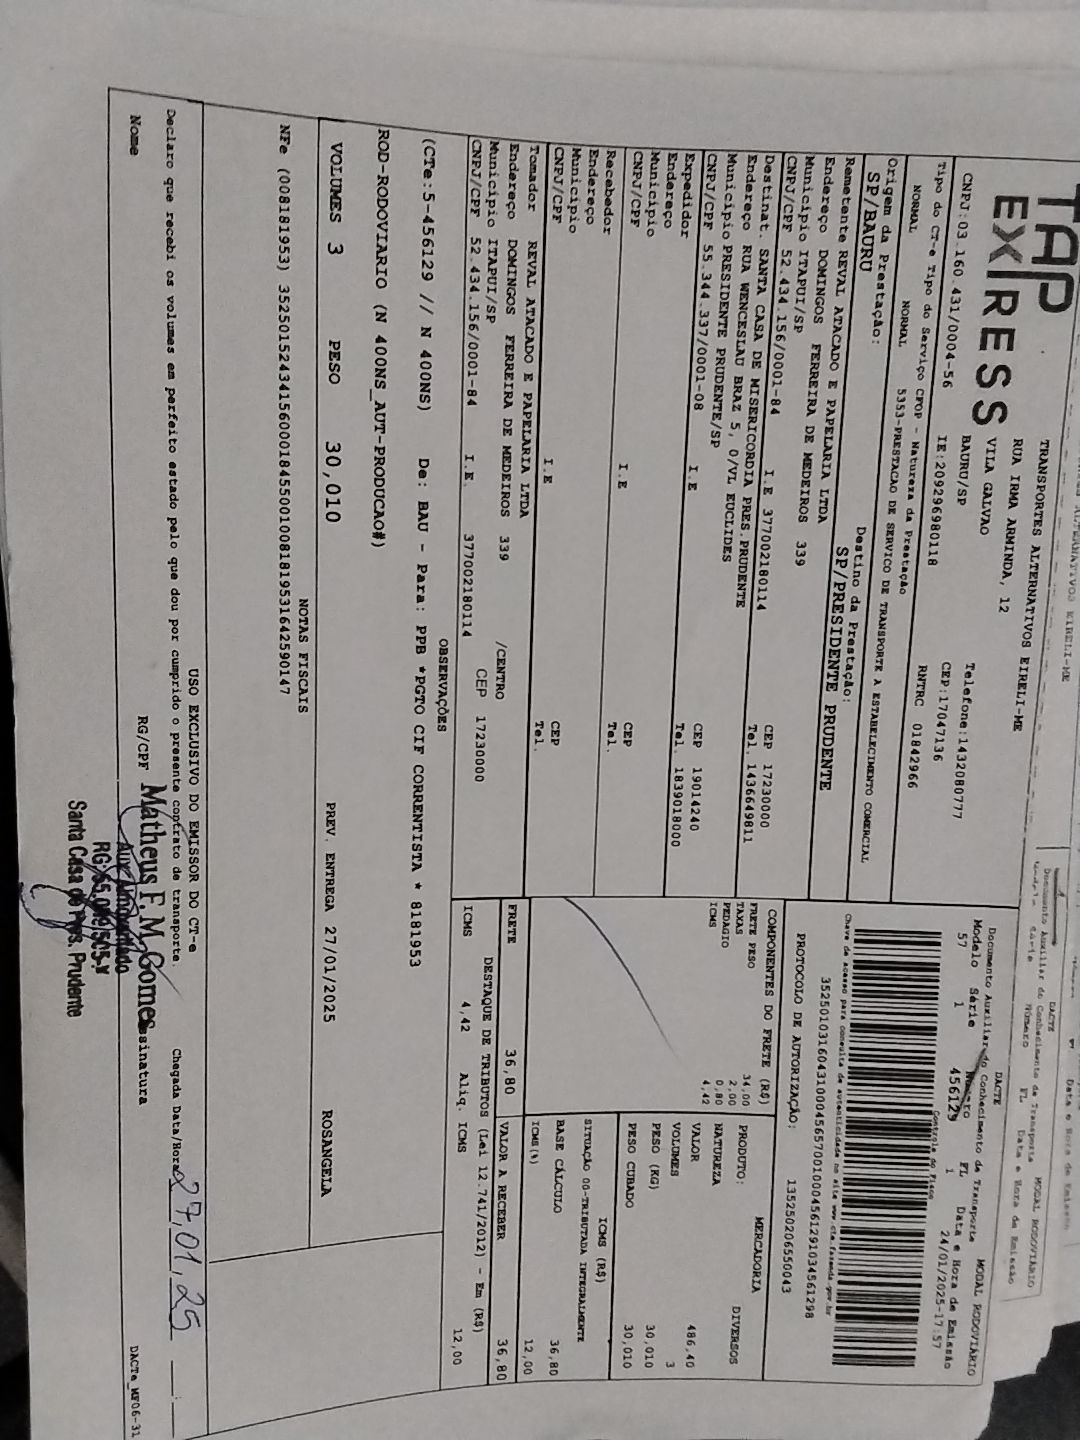 TAP
EXPRESS
TRANSPORTES ALTERNATIVOS EIRELI-ME
RUA IRMA ARMINDA, 12
VILA GALVAO
BAURU/SP
Telefone:1432080777
CNPJ:03.160.431/0004-56 IE:209296980118 CEP:17047136
Tipo do CT-e Tipo do Serviço CFOP - Natureza da Prestação RNTRC 01842966
NORMAL NORMAL 5353-PRESTACAO DE SERVICO DE TRANSPORTE A ESTABELECIMENTO COMERCIAL
Origem da Prestação: Destino da Prestação:
SP/BAURU SP/PRESIDENTE PRUDENTE
DACTE MODAL RODOVIÁRIO
Documento Auxiliar do Conhecimento de Transporte
Modelo Série Número FL Data e Hora de Emissão
57 1 456129 1 24/01/2025-17:57
Controle do Fisco
Chave de acesso para consulta de autenticidade no site www.cte.fazenda.gov.br
35250103160431000456570010004561291034561298
PROTOCOLO DE AUTORIZAÇÃO: 135250206550043
Remetente REVAL ATACADO E PAPELARIA LTDA
Endereço DOMINGOS FERREIRA DE MEDEIROS 339
Município ITAPUI/SP CEP 17230000
CNPJ/CPF 52.434.156/0001-84 I.E 377002180114 Tel. 1436649811
Destinat. SANTA CASA DE MISERICORDIA PRES.PRUDENTE
Endereço RUA WENCESLAU BRAZ 5, 0/VL EUCLIDES
Município PRESIDENTE PRUDENTE/SP CEP 19014240
CNPJ/CPF 55.344.337/0001-08 I.E Tel. 1839018000
Expedidor
Endereço
Município CEP
CNPJ/CPF I.E Tel.
Recebedor
Endereço
Município CEP
CNPJ/CPF I.E Tel.
Tomador REVAL ATACADO E PAPELARIA LTDA
Endereço DOMINGOS FERREIRA DE MEDEIROS 339 /CENTRO
Município ITAPUI/SP CEP 17230000
CNPJ/CPF 52.434.156/0001-84 I.E. 377002180114
COMPONENTES DO FRETE (R$)
FRETE PESO 34,00
TAXAS 2,00
PEDAGIO 0,80
ICMS 4,42
MERCADORIA
PRODUTO: DIVERSOS
NATUREZA
VALOR 486,40
VOLUMES 3
PESO (KG) 30,010
PESO CUBADO 30,010
ICMS (R$)
SITUAÇÃO 00-TRIBUTADA INTEGRALMENTE
BASE CÁLCULO 36,80
ICMS(%) 12,00
FRETE 36,80 VALOR A RECEBER 36,80
DESTAQUE DE TRIBUTOS (Lei 12.741/2012) - Em (R$)
ICMS 4,42 Aliq. ICMS 12,00
OBSERVAÇÕES
(CTe:5-456129 // N 400NS) De: BAU - Para: PPB *PGTO CIF CORRENTISTA * 8181953
ROD-RODOVIARIO (N 400NS_AUT-PRODUCAO#)
VOLUMES 3 PESO 30,010 PREV. ENTREGA 27/01/2025 ROSANGELA
NOTAS FISCAIS
NFe (008181953) 35250152434156000184550010081819531642590147
USO EXCLUSIVO DO EMISSOR DO CT-e
Declaro que recebi os volumes em perfeito estado pelo que dou por cumprido o presente contrato de transporte. Chegada Data/Hora 27,01,25
Nome RG/CPF Assinatura DACTe_MF06-31
Matheus F. M. Gomes
Aux. Almoxarifado
Santa Casa de Pres. Prudente